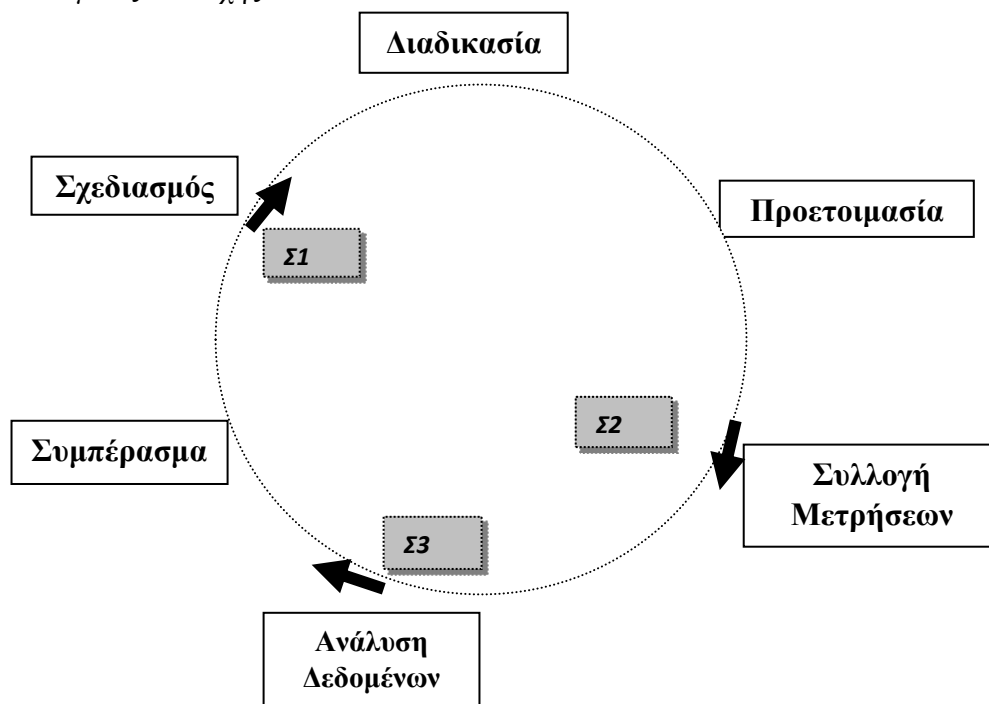 Διαδικασία
Σχεδιασμός
Προετοιμασία
Σ1
Σ2
Συμπέρασμα
Συλλογή
Μετρήσεων
Σ3
Ανάλυση
Δεδομένων